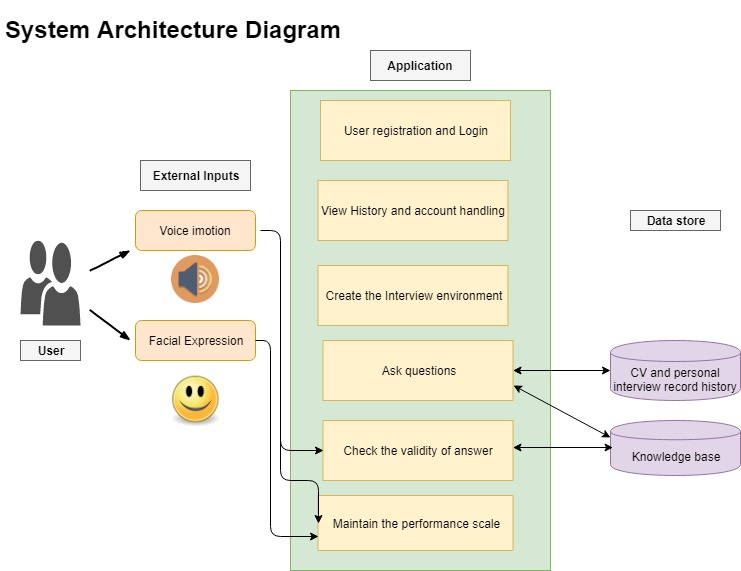 System Architecture Diagram
Application
User registration and Login
External Inputs
View History and account handling
Voice imotion
Data store
Create the Interview environment
Facial Expression
User
Ask questions
CV and personal
interview record history
Check the validity of answer
Knowledge base
Maintain the performance scale